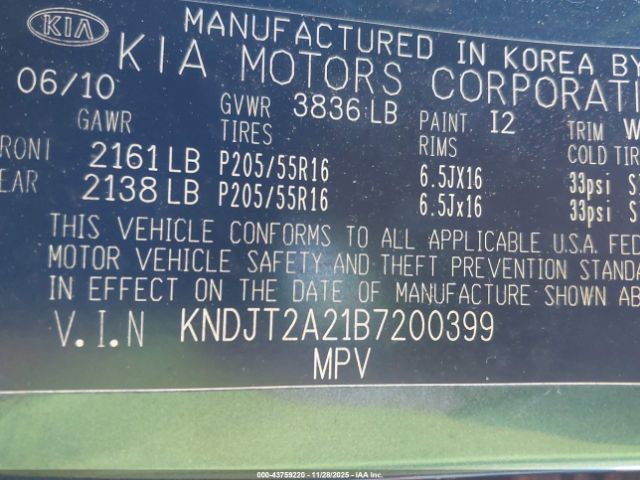 KIA MANUFACTURED IN KOREA BY
KIA MOTORS CORPORATI
06/10 GVWR 3836 LB
GAWR TIRES PAINT I2 TRIM W
RIMS COLD TIR
RONT 2161 LB P205/55R16 6.5JX16 33psi
EAR 2138 LB P205/55R16 6.5Jx16 33psi
THIS VEHICLE CONFORMS TO ALL APPLICABLE U.S.A. FED
MOTOR VEHICLE SAFETY AND THEFT PREVENTION STANDA
IN EFFECT ON THE DATE OF MANUFACTURE SHOWN AB
V.I.N KNDJT2A21B7200399
MPV
000-43759220 - 11/28/2025 - IAAI.COM